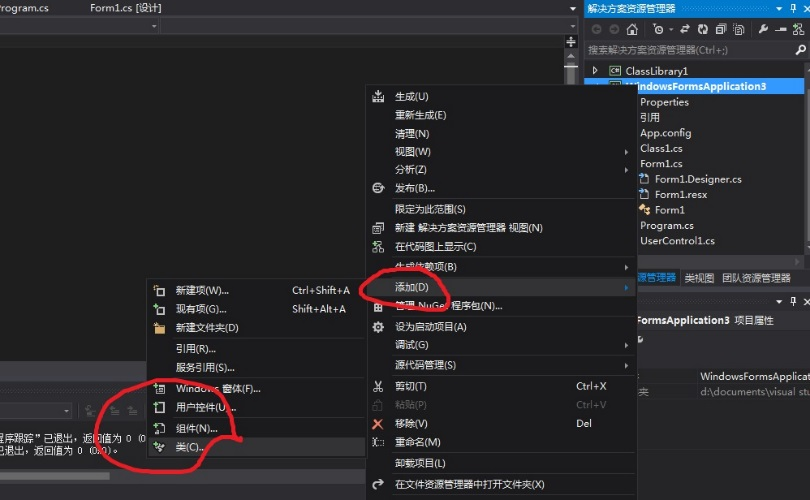 rogram.cs
Form1.cs [设计]
解决方案资源管理器
搜索解决方案资源管理器(Ctrl+;)
ClassLibrary1
WindowsFormsApplication3
Properties
引用
App.config
Class1.cs
Form1.cs
Form1.Designer.cs
Form1.resx
Form1
Program.cs
UserControl1.cs
生成(U)
重新生成(E)
清理(N)
视图(W)
分析(Z)
发布(B)...
限定为此范围(S)
新建 解决方案资源管理器 视图(N)
在代码图上显示(C)
生成依赖项(B)
添加(D)
管理 NuGet 程序包(N)...
设为启动项目(A)
调试(G)
源代码管理(S)
剪切(T) Ctrl+X
粘贴(P) Ctrl+V
移除(V) Del
重命名(M)
卸载项目(L)
在文件资源管理器中打开文件夹(X)
新建项(W)... Ctrl+Shift+A
现有项(G)... Shift+Alt+A
新建文件夹(D)
引用(R)...
服务引用(S)...
Windows 窗体(F)...
用户控件(U)...
组件(N)...
类(C)...
源管理器 类视图 团队资源管理器
FormsApplication3 项目属性
WindowsFormsApplicat
夹 d:\documents\visual stu
程序跟踪”已退出，返回值为 0 (0
已退出，返回值为 0 (0x0)。